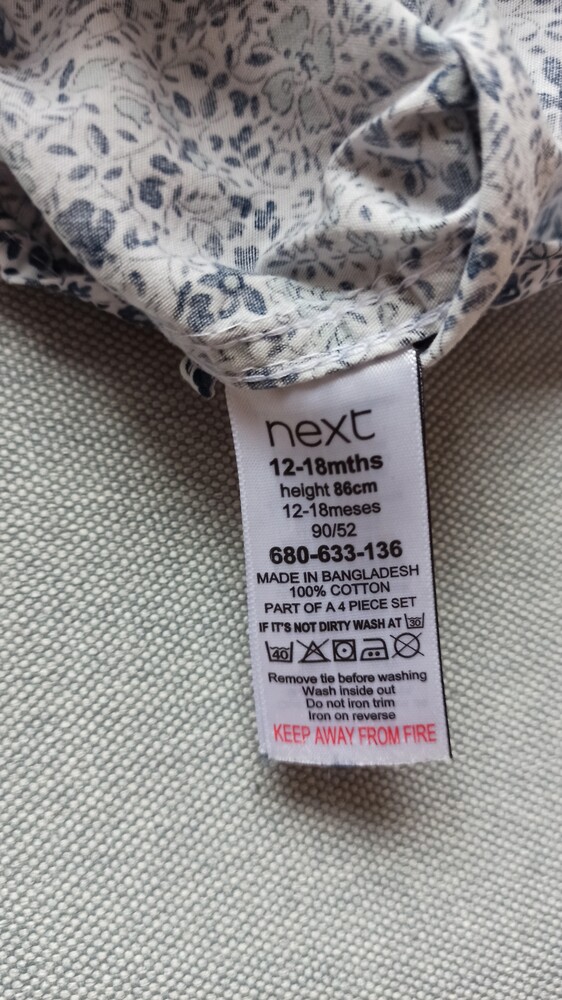 next
12-18mths
height 86cm
12-18meses
90/52
680-633-136
MADE IN BANGLADESH
100% COTTON
PART OF A 4 PIECE SET
IF IT'S NOT DIRTY WASH AT 30
40
Remove tie before washing
Wash inside out
Do not iron trim
Iron on reverse
KEEP AWAY FROM FIRE